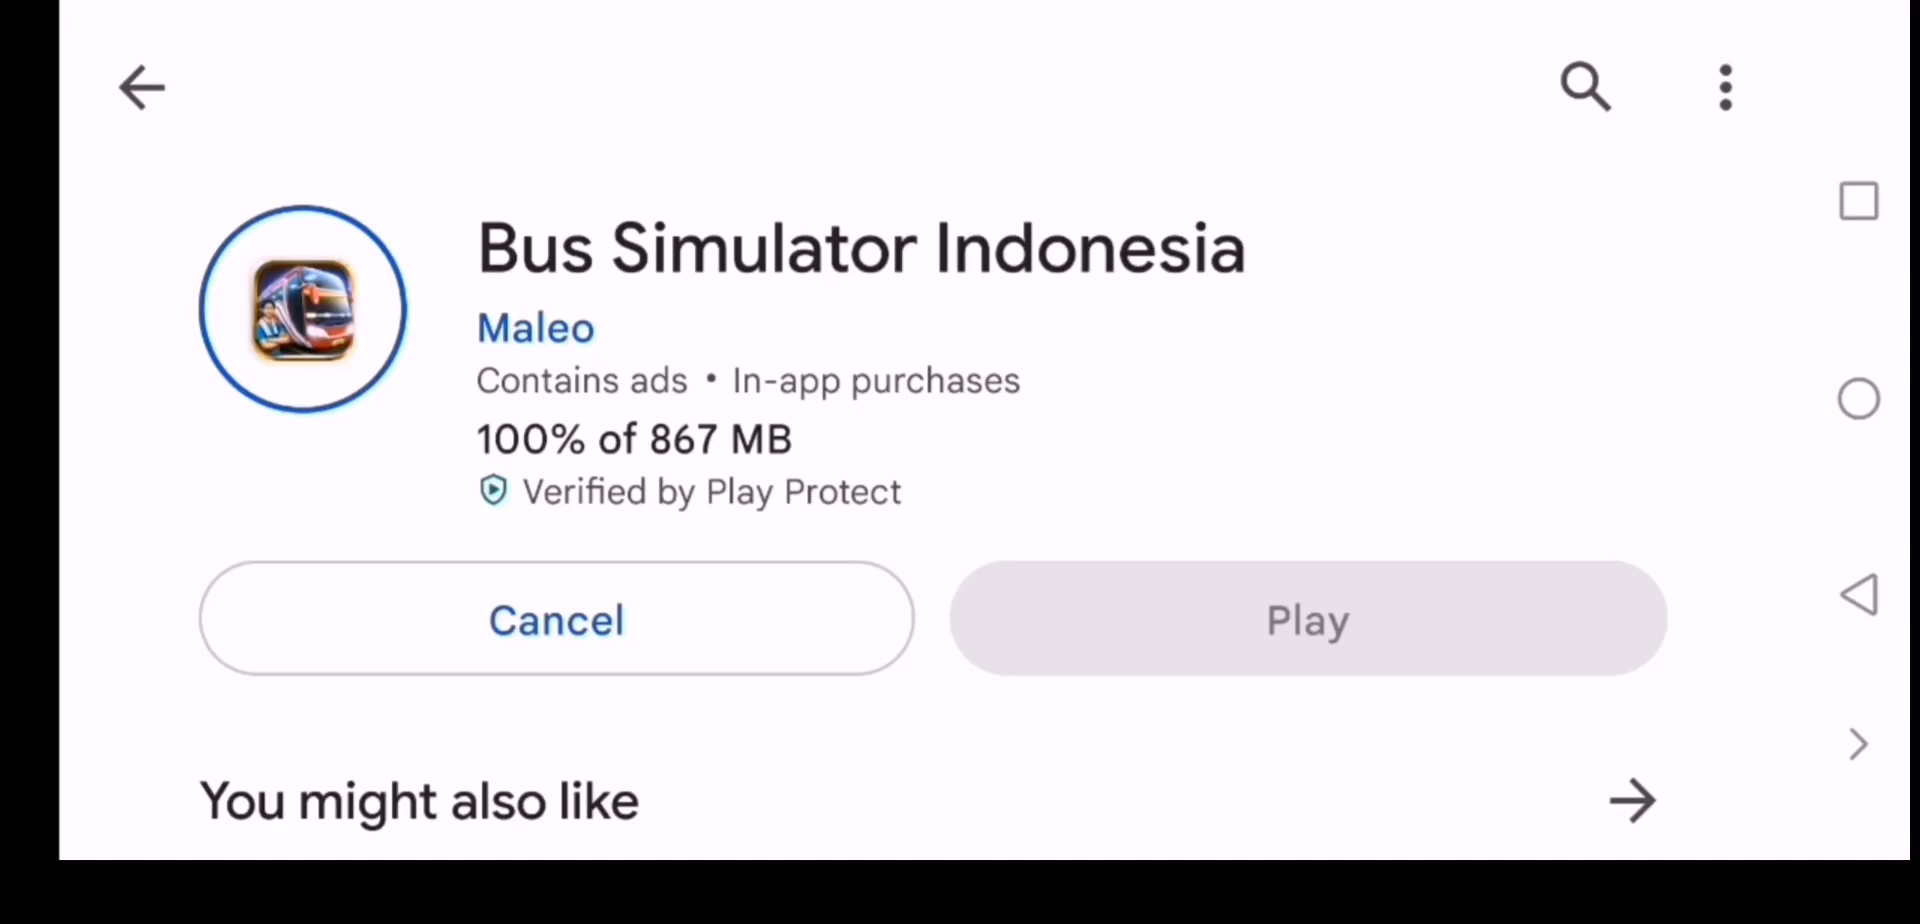 Bus Simulator Indonesia
Maleo
Contains ads • In-app purchases
100% of 867 MB
Verified by Play Protect
Cancel
Play
You might also like